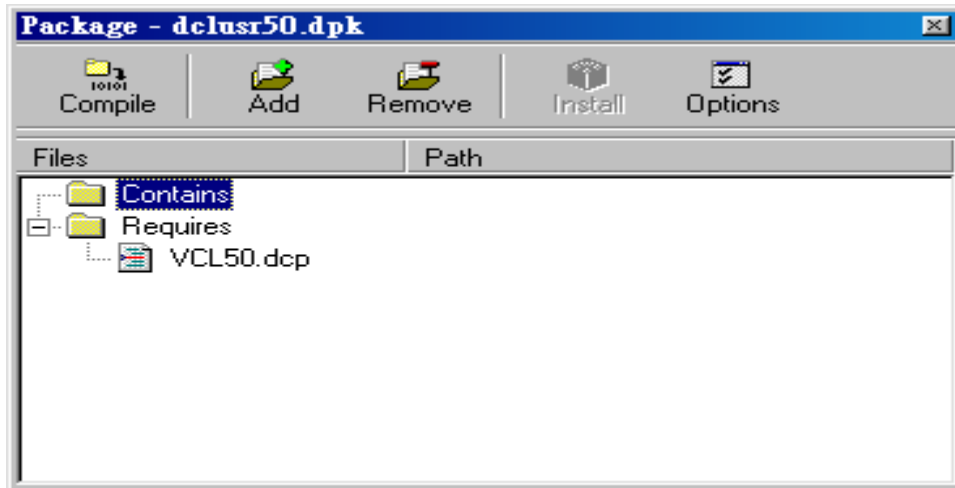 Package - dclusr50.dpk
Compile Add Remove Install Options
Files Path
Contains
Requires
VCL50.dcp